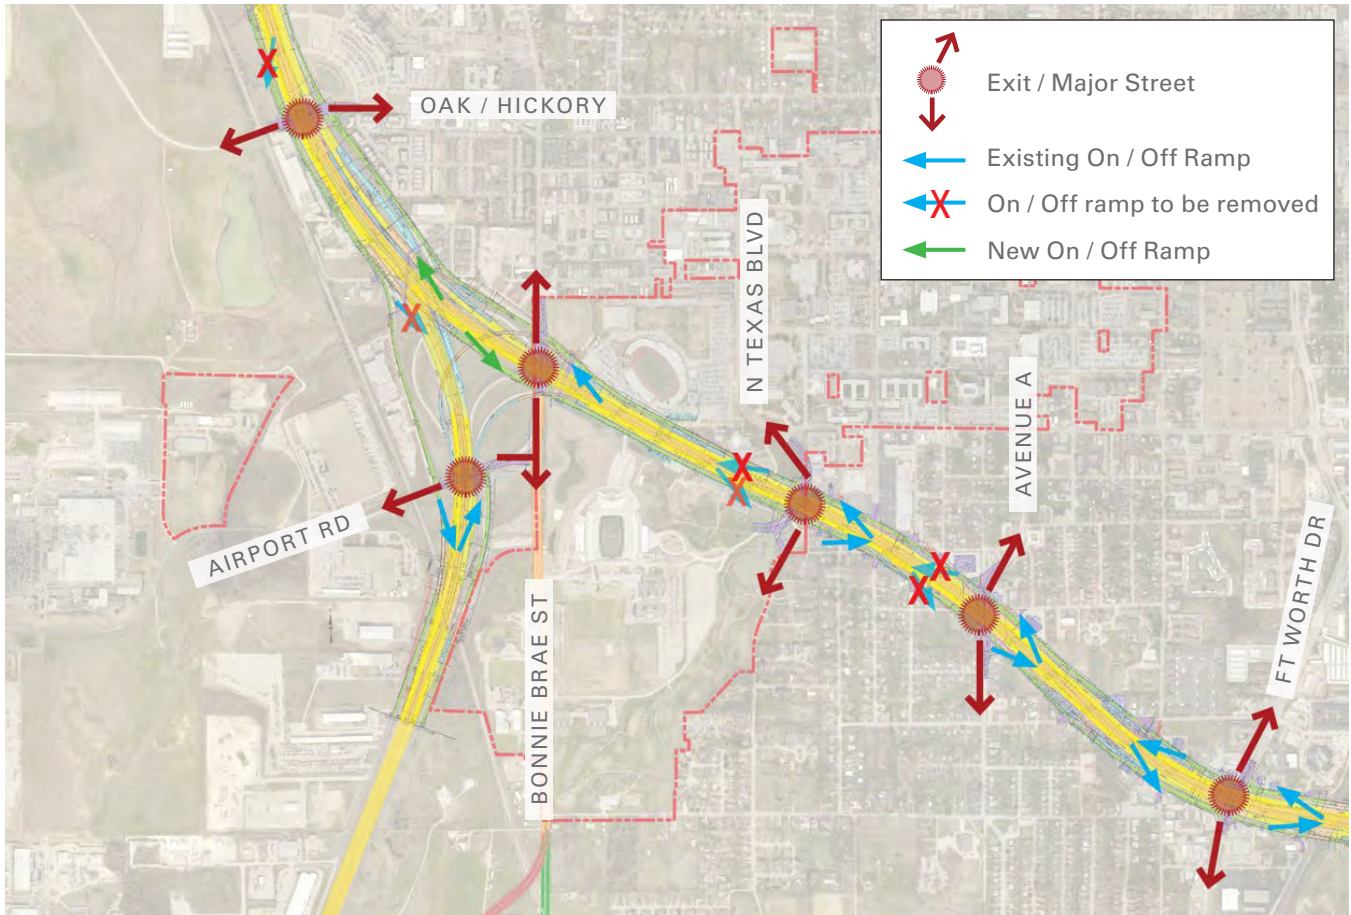 Exit / Major Street
OAK / HICKORY
Existing On / Off Ramp
On / Off ramp to be removed
New On / Off Ramp
N TEXAS BLVD
AVENUE A
AIRPORT RD
FT WORTH DR
BONNIE BRAE ST